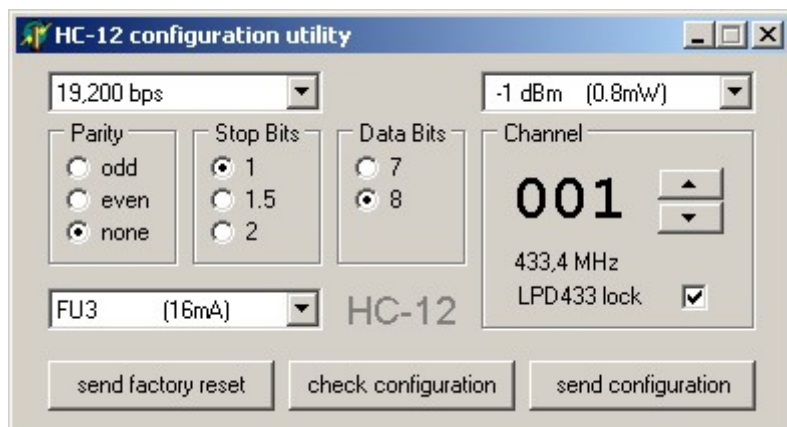 HC-12 configuration utility
19,200 bps
-1 dBm (0.8mW)
Parity
odd
even
none
Stop Bits
1
1.5
2
Data Bits
7
8
Channel
001
433,4 MHz
LPD433 lock
FU3 (16mA)
HC-12
send factory reset
check configuration
send configuration